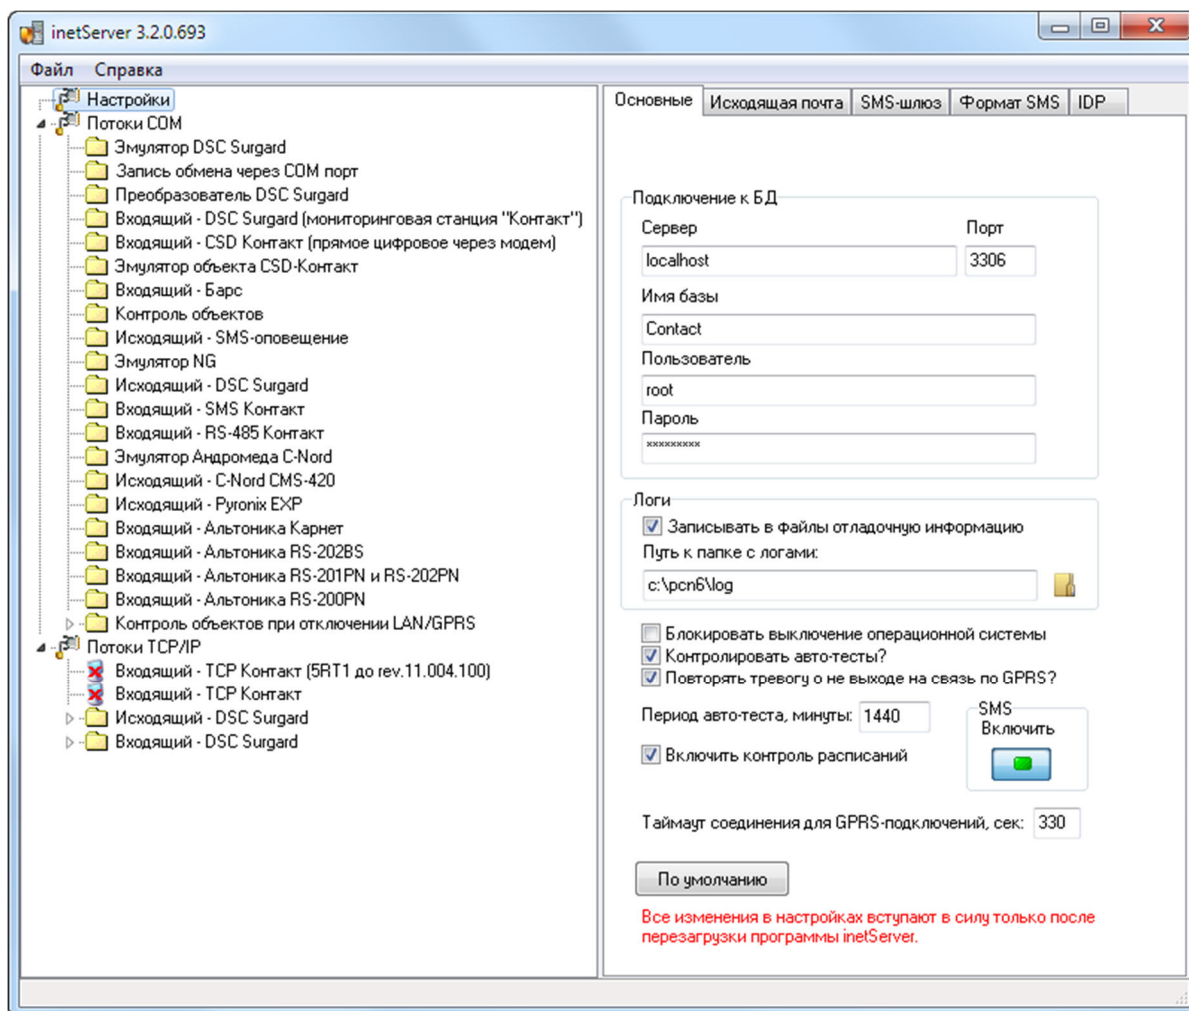 inetServer 3.2.0.693
Файл Справка
Настройки
Потоки COM
Эмулятор DSC Surgard
Запись обмена через COM порт
Преобразователь DSC Surgard
Входящий - DSC Surgard (мониторинговая станция "Контакт")
Входящий - CSD Контакт (прямое цифровое через модем)
Эмулятор объекта CSD-Контакт
Входящий - Барс
Контроль объектов
Исходящий - SMS-оповещение
Эмулятор NG
Исходящий - DSC Surgard
Входящий - SMS Контакт
Входящий - RS-485 Контакт
Эмулятор Андромеда C-Nord
Исходящий - C-Nord CMS-420
Исходящий - Pyronix EXP
Входящий - Альтоника Карнет
Входящий - Альтоника RS-202BS
Входящий - Альтоника RS-201PN и RS-202PN
Входящий - Альтоника RS-200PN
Контроль объектов при отключении LAN/GPRS
Потоки TCP/IP
Входящий - TCP Контакт (5RT1 до rev.11.004.100)
Входящий - TCP Контакт
Исходящий - DSC Surgard
Входящий - DSC Surgard
Основные Исходящая почта SMS-шлюз Формат SMS IDP
Подключение к БД
Сервер Порт
localhost 3306
Имя базы
Contact
Пользователь
root
Пароль
×××××××××
Логи
Записывать в файлы отладочную информацию
Путь к папке с логами:
c:\pcn6\log
Блокировать выключение операционной системы
Контролировать авто-тесты?
Повторять тревогу о не выходе на связь по GPRS?
Период авто-теста, минуты: 1440
SMS
Включить
Включить контроль расписаний
Таймаут соединения для GPRS-подключений, сек: 330
По умолчанию
Все изменения в настройках вступают в силу только после
перезагрузки программы inetServer.